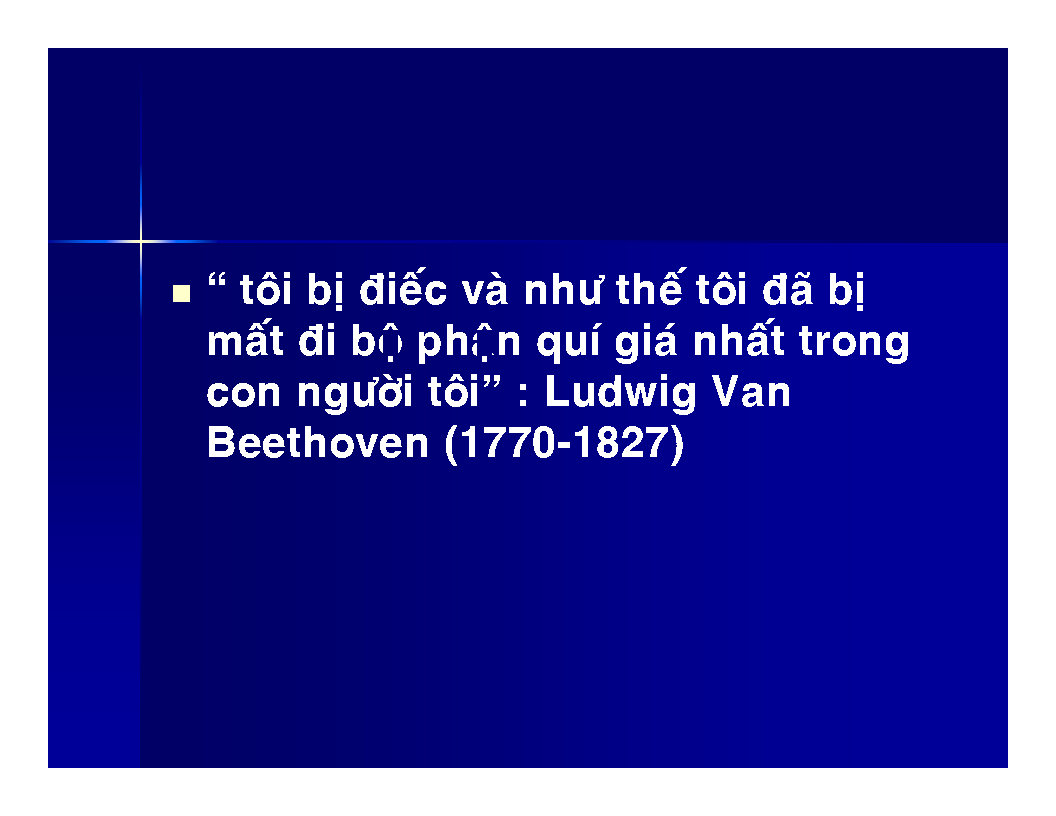 “ tôi bị điếc và như thế tôi đã bị
mất đi bộ phận quí giá nhất trong
con người tôi” : Ludwig Van
Beethoven (1770-1827)